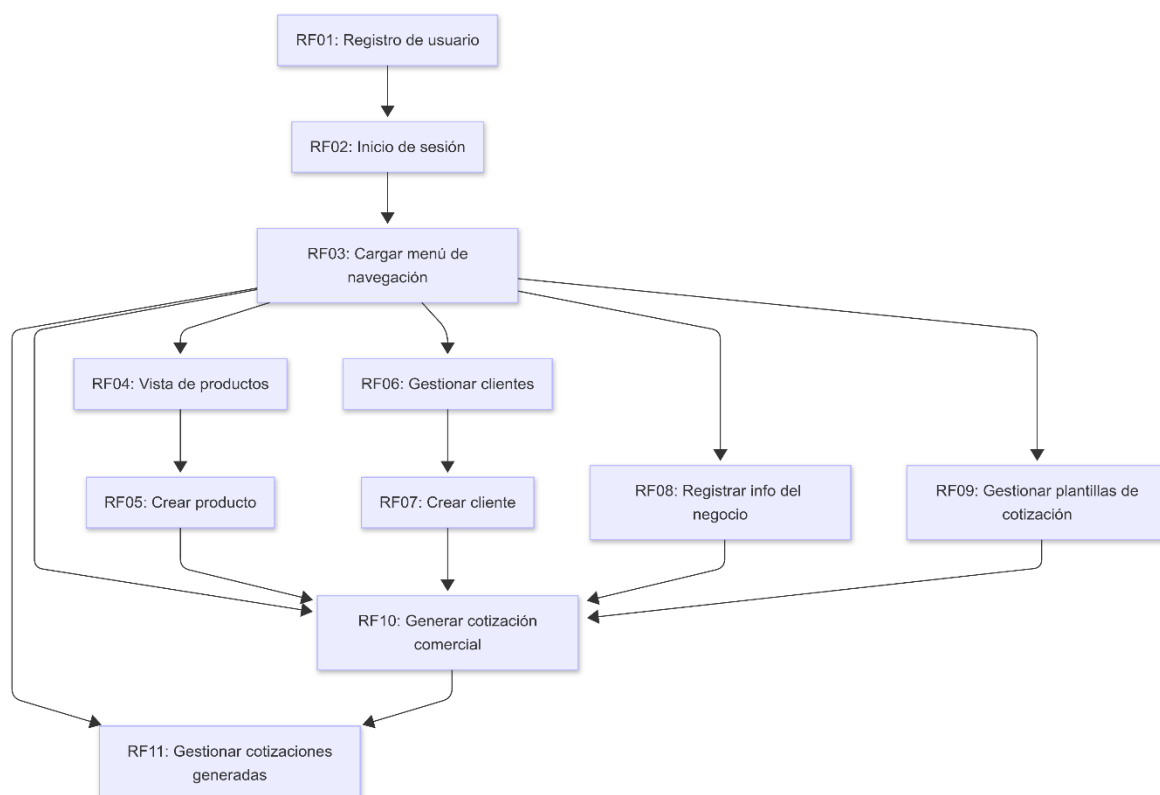 RF01: Registro de usuario
RF02: Inicio de sesión
RF03: Cargar menú de
navegación
RF04: Vista de productos
RF06: Gestionar clientes
RF05: Crear producto
RF07: Crear cliente
RF08: Registrar info del
negocio
RF09: Gestionar plantillas de
cotización
RF10: Generar cotización
comercial
RF11: Gestionar cotizaciones
generadas